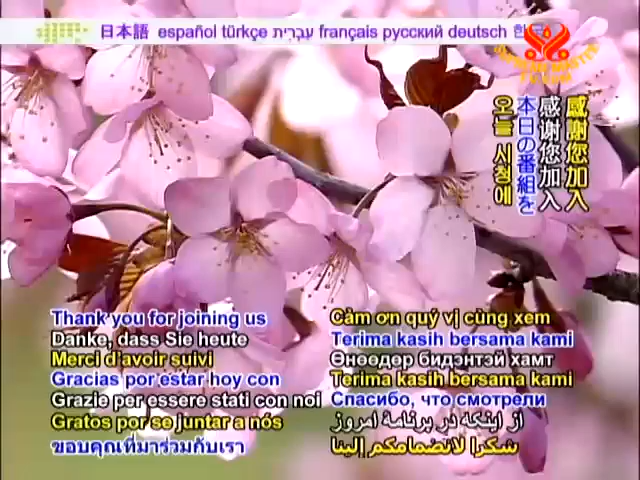 日本語 español türkçe עברית français русский deutsch
感謝您加入
感谢您加入
本日の番組を
오늘 시청에
Thank you for joining us
Danke, dass Sie heute
Merci d'avoir suivi
Gracias por estar hoy con
Grazie per essere stati con noi
Gratos por se juntar a nós
ขอบคุณที่มาร่วมกับเรา
Cảm ơn quý vị cùng xem
Terima kasih bersama kami
Өнөөдөр бидэнтэй хамт
Terima kasih bersama kami
Спасибо, что смотрели
از اینکه در برنامهٔ امروز
شكرا لانضمامكم إلينا